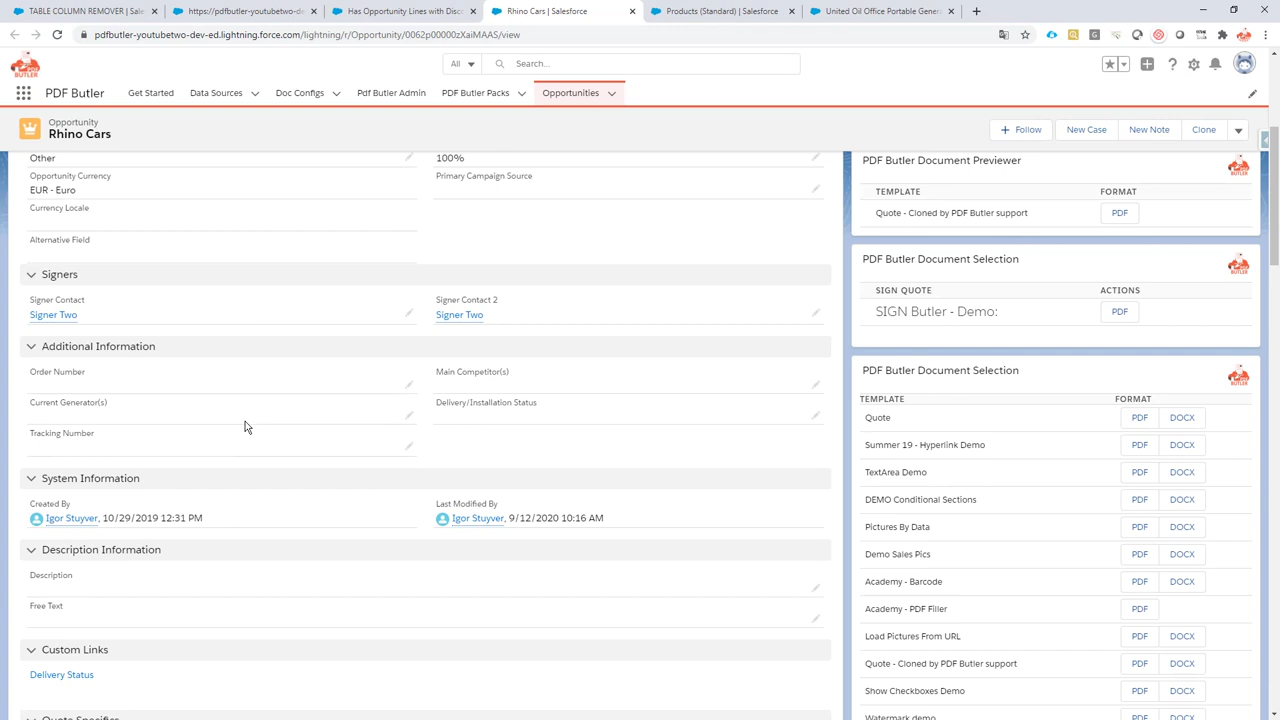 TABLE COLUMN REMOVER | Sales
https://pdfbutler-youtubetwo-de
Has Opportunity Lines with Disc
Rhino Cars | Salesforce
Products (Standard) | Salesforce
United Oil Office Portable Gener
pdfbutler-youtubetwo-dev-ed.lightning.force.com/lightning/r/Opportunity/0062p00000zXaiMAAS/view
All
Search...
PDF Butler
Get Started
Data Sources
Doc Configs
Pdf Butler Admin
PDF Butler Packs
Opportunities
Opportunity
Rhino Cars
Follow
New Case
New Note
Clone
Other
100%
Opportunity Currency
Primary Campaign Source
EUR - Euro
Currency Locale
Alternative Field
Signers
Signer Contact
Signer Contact 2
Signer Two
Signer Two
Additional Information
Order Number
Main Competitor(s)
Current Generator(s)
Delivery/Installation Status
Tracking Number
System Information
Created By
Last Modified By
Igor Stuyver, 10/29/2019 12:31 PM
Igor Stuyver, 9/12/2020 10:16 AM
Description Information
Description
Free Text
Custom Links
Delivery Status
Quote Specifics
PDF Butler Document Previewer
TEMPLATE FORMAT
Quote - Cloned by PDF Butler support PDF
PDF Butler Document Selection
SIGN QUOTE ACTIONS
SIGN Butler - Demo: PDF
PDF Butler Document Selection
TEMPLATE FORMAT
Quote PDF DOCX
Summer 19 - Hyperlink Demo PDF DOCX
TextArea Demo PDF DOCX
DEMO Conditional Sections PDF DOCX
Pictures By Data PDF DOCX
Demo Sales Pics PDF DOCX
Academy - Barcode PDF DOCX
Academy - PDF Filler PDF
Load Pictures From URL PDF DOCX
Quote - Cloned by PDF Butler support PDF DOCX
Show Checkboxes Demo PDF DOCX
Watermark demo PDF DOCX